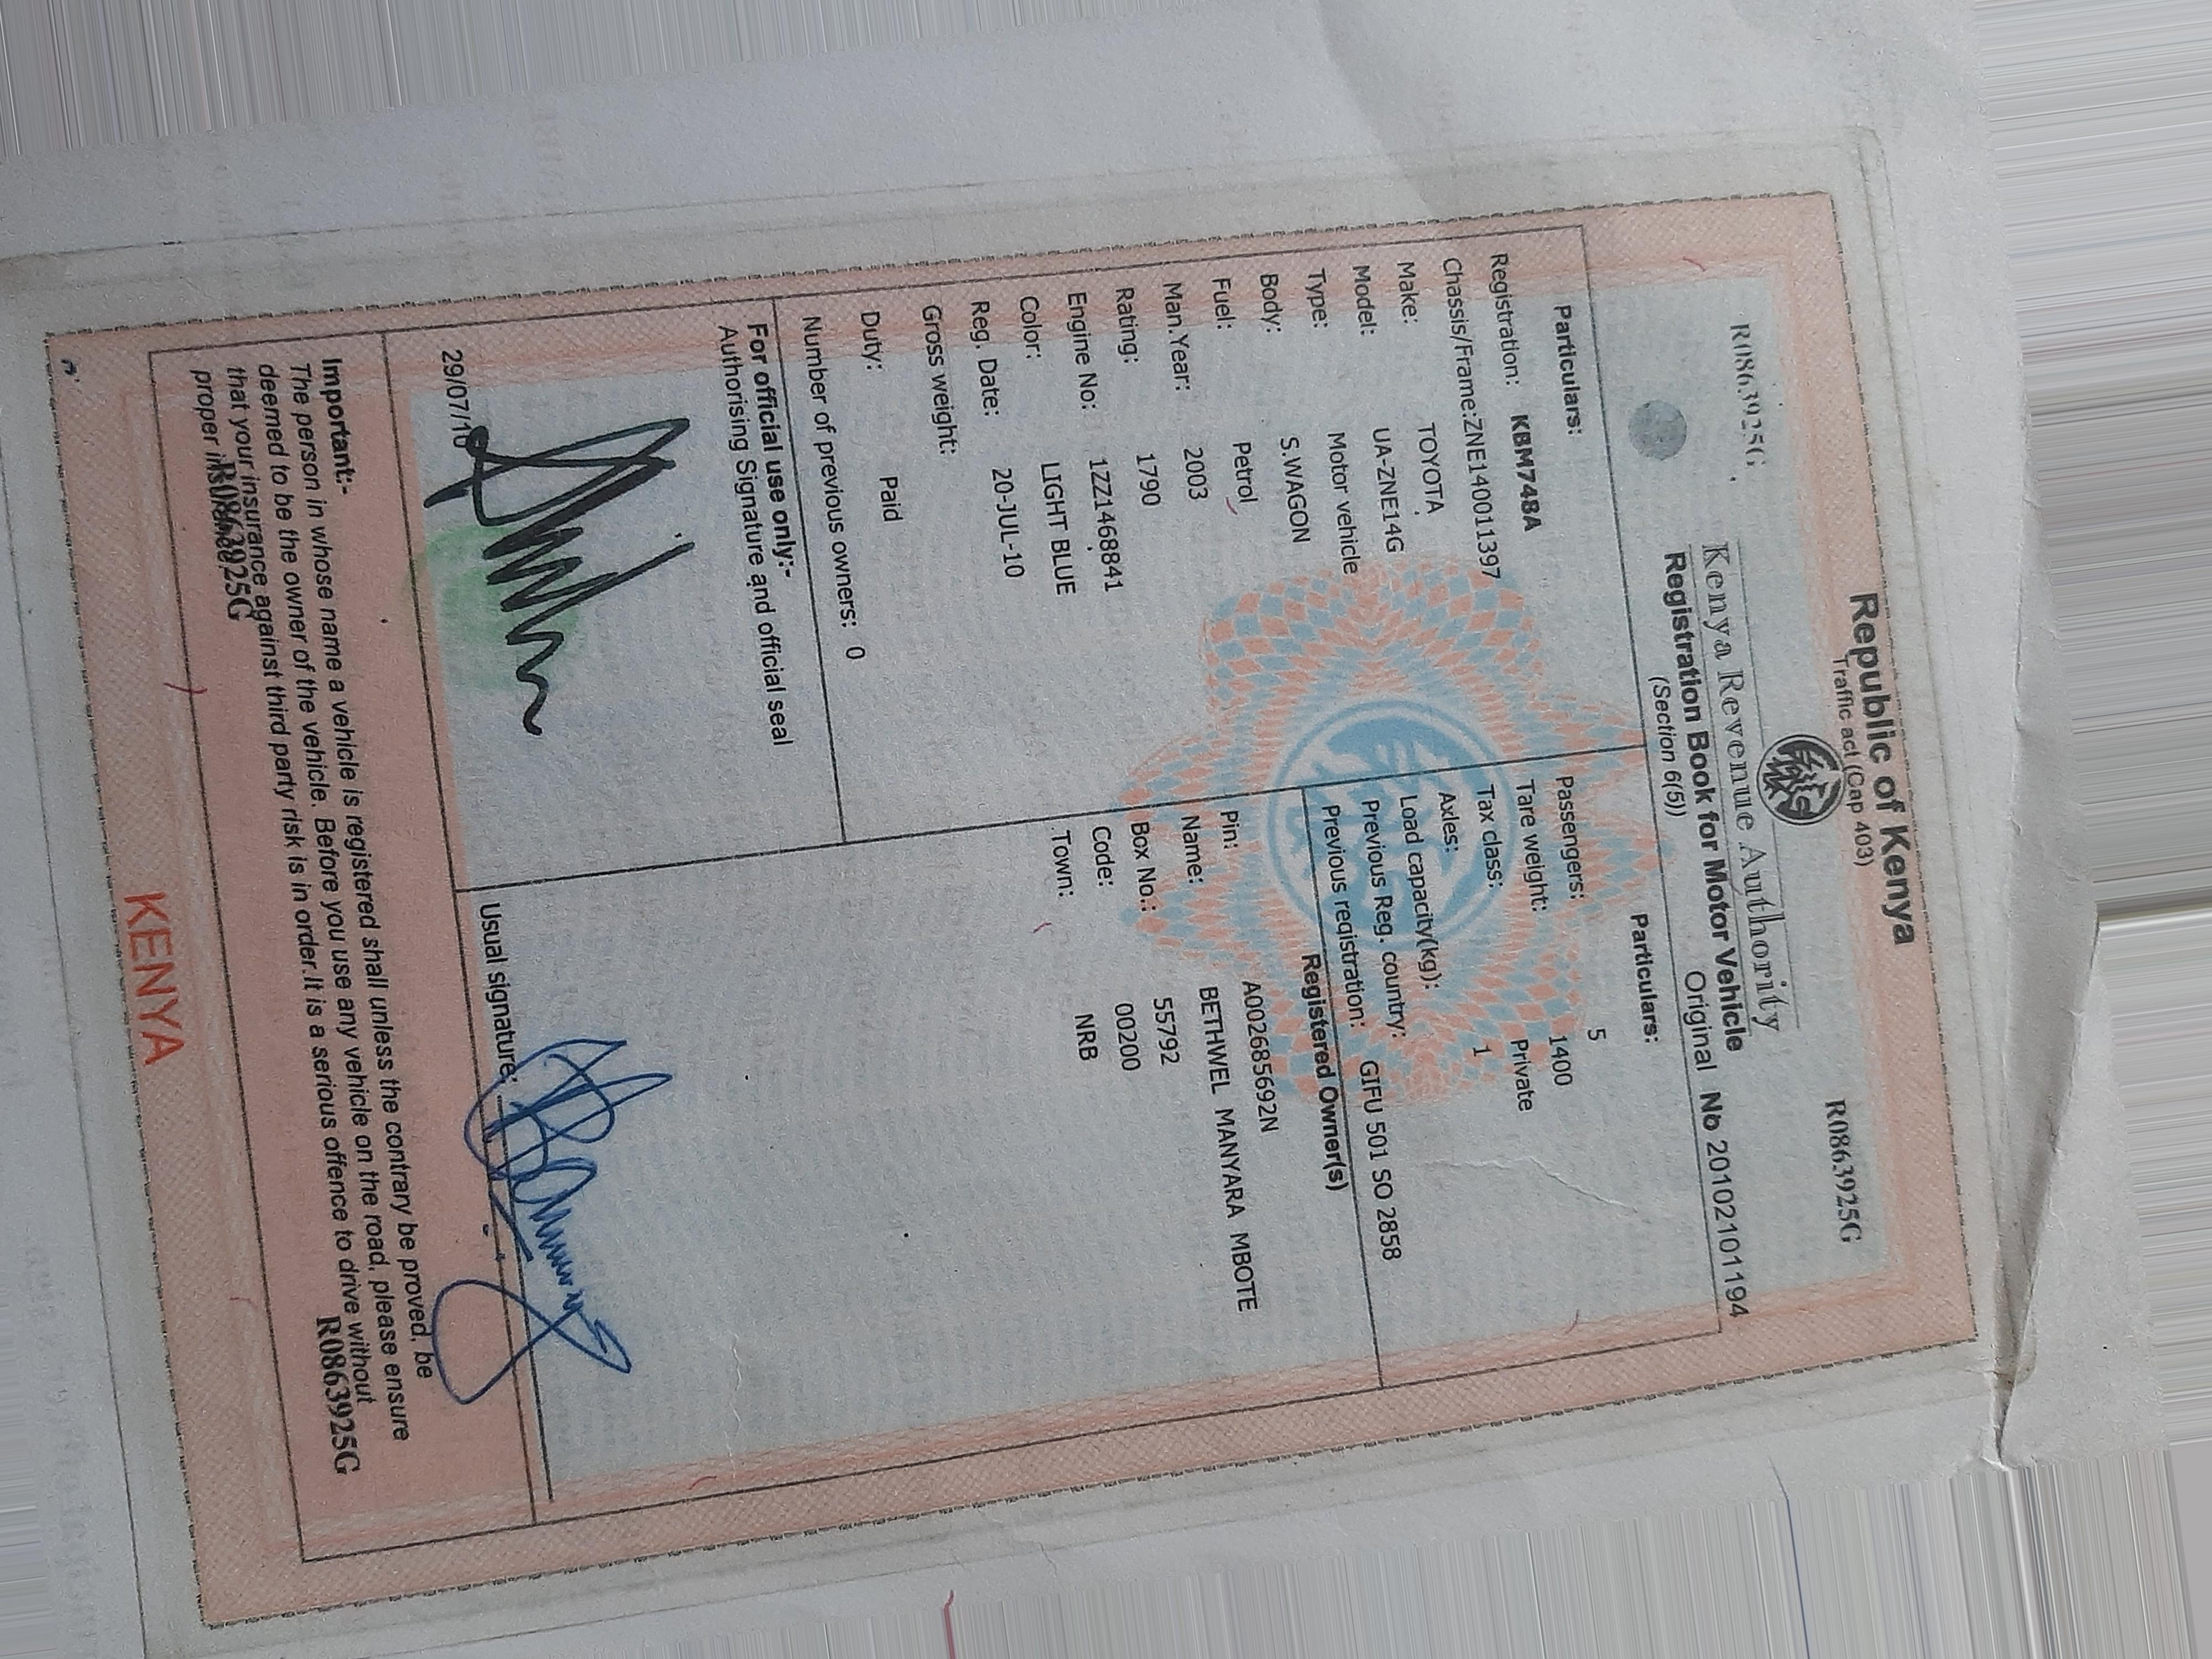 Republic of Kenya
Traffic act (Cap 403)
R0863925G
R0863925G
Kenya Revenue Authority
Registration Book for Motor Vehicle
(Section 6(5))
Original No 201021011194
Particulars:
Registration: KBM748A
Chassis/Frame:ZNE140011397
Make: TOYOTA
Model: UA-ZNE14G
Type: Motor vehicle
Body: S.WAGON
Fuel: Petrol
Man.Year: 2003
Rating: 1790
Engine No: 1ZZ1468841
Color: LIGHT BLUE
Reg. Date: 20-JUL-10
Gross weight:
Duty: Paid
Number of previous owners: 0
Particulars:
Passengers: 5
Tare weight: 1400
Tax class: Private
Axles: 1
Load capacity(kg):
Previous Reg. country:
Previous registration: GIFU 501 SO 2858
Registered Owner(s)
Pin: A002685692N
Name: BETHWEL MANYARA MBOTE
Box No.: 55792
Code: 00200
Town: NRB
For official use only:-
Authorising Signature and official seal
29/07/10
Usual signature:
Important:-
The person in whose name a vehicle is registered shall unless the contrary be proved, be
deemed to be the owner of the vehicle. Before you use any vehicle on the road, please ensure
that your insurance against third party risk is in order.It is a serious offence to drive without
proper insurance.
R0863925G
R0863925G
KENYA